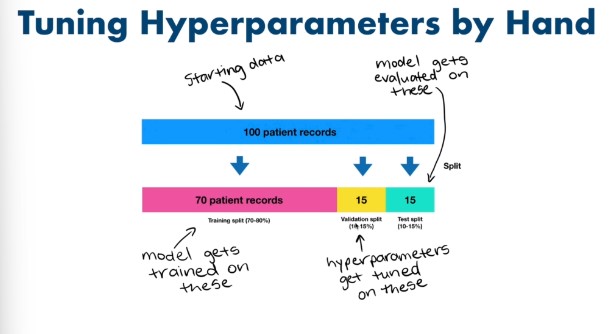 Tuning Hyperparameters by Hand
starting data
model gets
evaluated on
these
100 patient records
Split
70 patient records
15
15
Training split (70-80%)
Validation split
(10-15%)
Test split
(10-15%)
model gets
trained on
these
hyperparameters
get tuned
on these